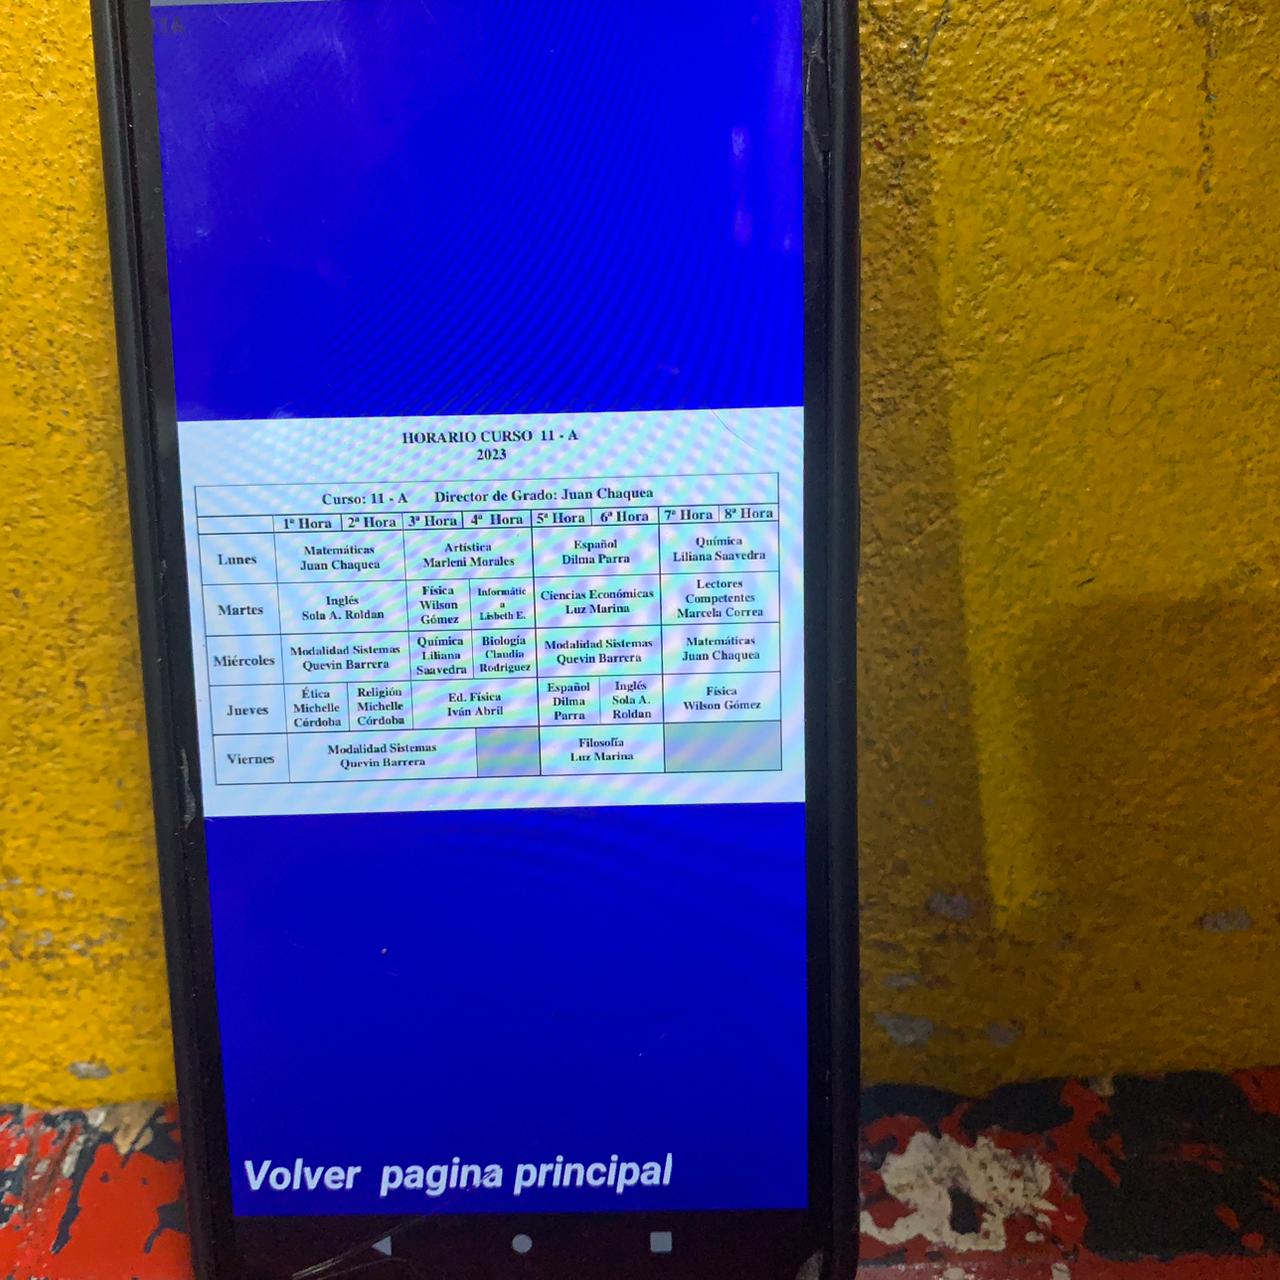 11A
HORARIO CURSO 11 - A
2023
Curso: 11 - A Director de Grado: Juan Chaquea
1ª Hora 2ª Hora 3ª Hora 4ª Hora 5ª Hora 6ª Hora 7ª Hora 8ª Hora
Lunes
Matemáticas
Juan Chaquea
Artística
Marleni Morales
Español
Dilma Parra
Química
Liliana Saavedra
Martes
Inglés
Sola A. Roldan
Física
Wilson
Gómez
Informátic
a
Lisbeth E.
Ciencias Económicas
Luz Marina
Lectores
Competentes
Marcela Correa
Miércoles
Modalidad Sistemas
Quevin Barrera
Química
Liliana
Saavedra
Biología
Claudia
Rodriguez
Modalidad Sistemas
Quevin Barrera
Matemáticas
Juan Chaquea
Jueves
Ética
Michelle
Córdoba
Religión
Michelle
Córdoba
Ed. Física
Iván Abril
Español
Dilma
Parra
Inglés
Sola A.
Roldan
Física
Wilson Gómez
Viernes
Modalidad Sistemas
Quevin Barrera
Filosofía
Luz Marina
Volver pagina principal